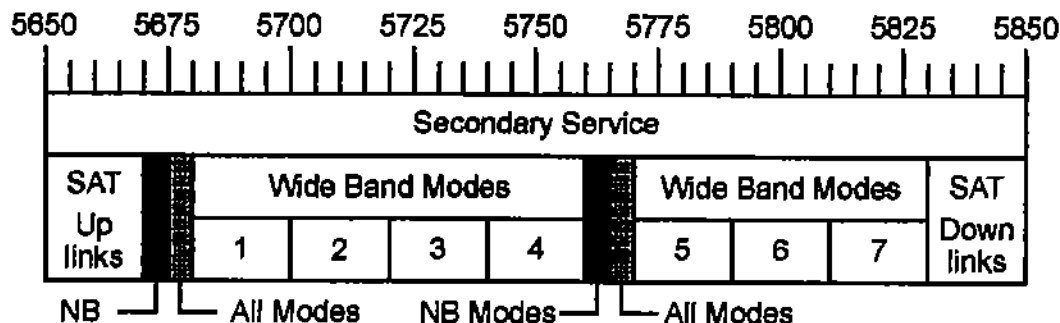 5650 5675 5700 5725 5750 5775 5800 5825 5850
Secondary Service
SAT
Up
links
Wide Band Modes
1 2 3 4
Wide Band Modes
5 6 7
SAT
Down
links
NB
All Modes
NB Modes
All Modes